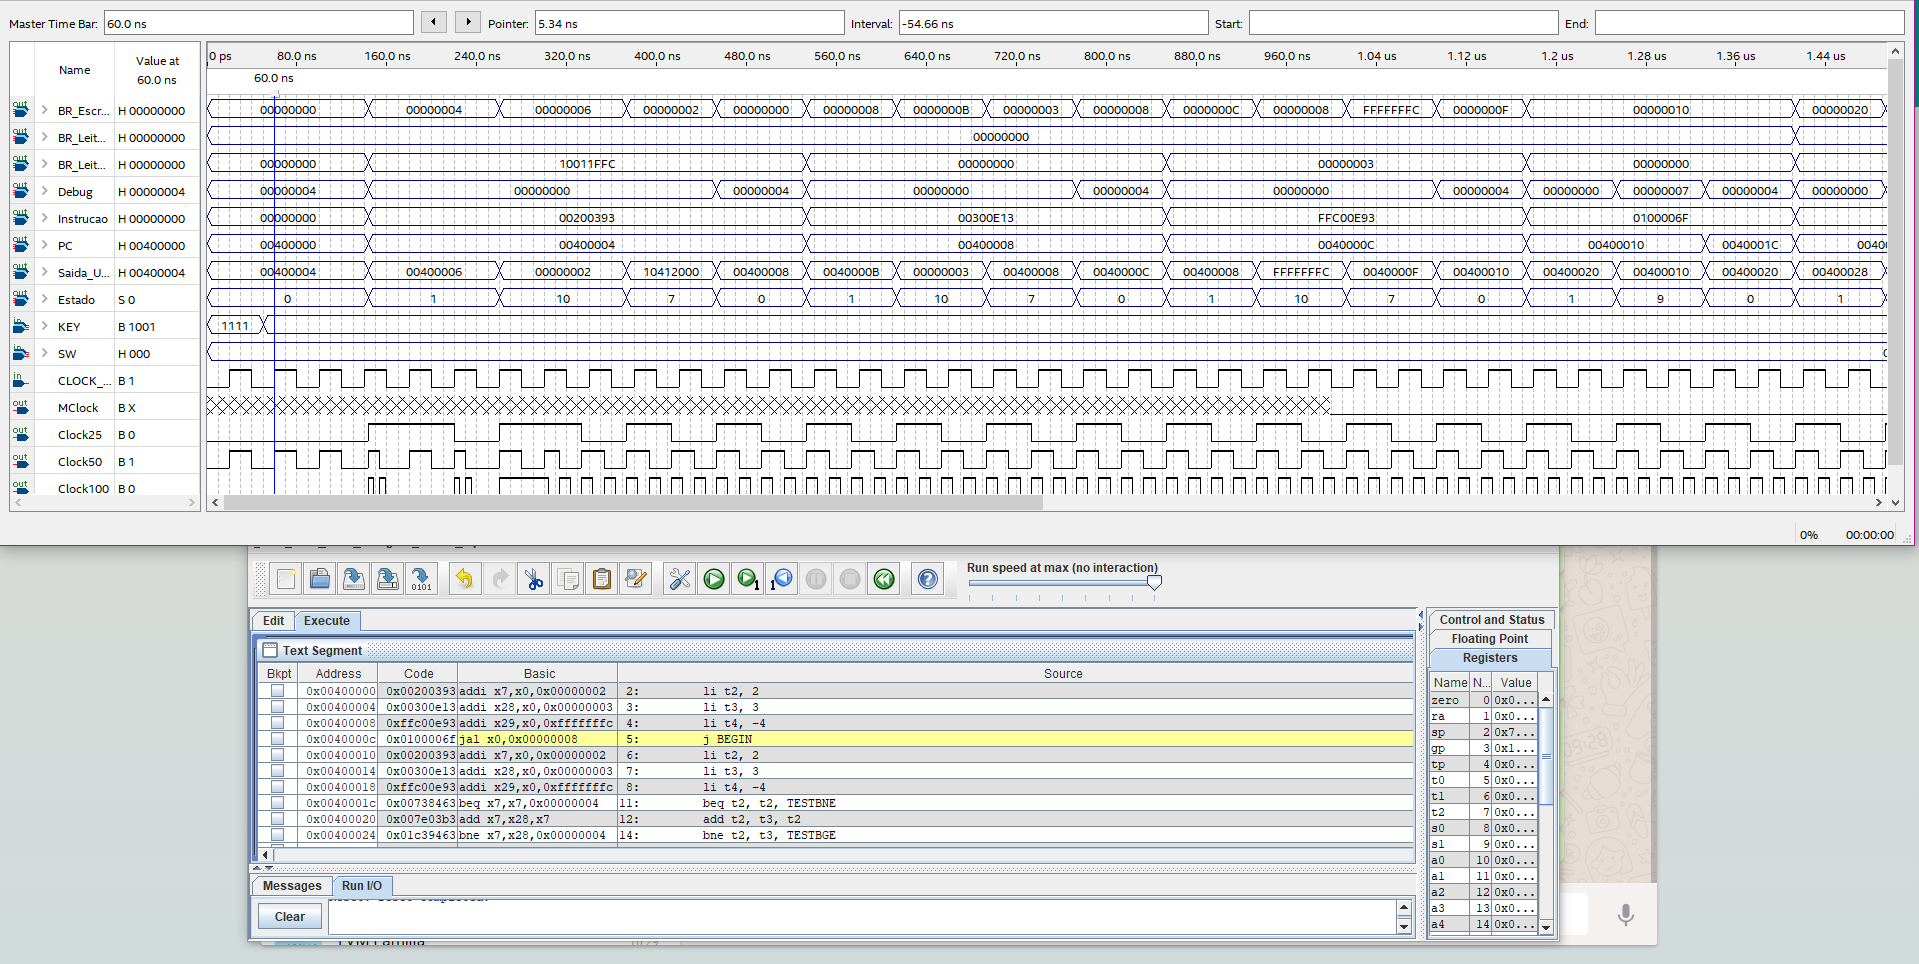 Master Time Bar: 60.0 ns Pointer: 5.34 ns Interval: -54.66 ns Start: End:
Name Value at 60.0 ns
0 ps 80.0 ns 160.0 ns 240.0 ns 320.0 ns 400.0 ns 480.0 ns 560.0 ns 640.0 ns 720.0 ns 800.0 ns 880.0 ns 960.0 ns 1.04 us 1.12 us 1.2 us 1.28 us 1.36 us 1.44 us
60.0 ns
out BR_Escr... H 00000000 00000000 00000004 00000006 00000002 00000000 00000008 0000000B 00000003 00000008 0000000C 00000008 FFFFFFFC 0000000F 00000010 00000020
out BR_Leit... H 00000000 00000000
out BR_Leit... H 00000000 00000000 10011FFC 00000000 00000003 00000000
out Debug H 00000004 00000004 00000000 00000004 00000000 00000004 00000000 00000004 00000000 00000007 00000004 00000000
out Instrucao H 00000000 00000000 00200393 00300E13 FFC00E93 0100006F
out PC H 00400000 00400000 00400004 00400008 0040000C 00400010 0040001C 0040
out Saida_U... H 00400004 00400004 00400006 00000002 10412000 00400008 0040000B 00000003 00400008 0040000C 00400008 FFFFFFFC 0040000F 00400010 00400020 00400010 00400020 00400028
out Estado S 0 0 1 10 7 0 1 10 7 0 1 10 7 0 1 9 0 1
in KEY B 1001 1111
in SW H 000
in CLOCK_... B 1
out MClock B X
out Clock25 B 0
out Clock50 B 1
out Clock100 B 0
0% 00:00:00
Run speed at max (no interaction)
Edit Execute
Text Segment
Bkpt Address Code Basic Source
0x00400000 0x00200393 addi x7,x0,0x00000002 2: li t2, 2
0x00400004 0x00300e13 addi x28,x0,0x00000003 3: li t3, 3
0x00400008 0xffc00e93 addi x29,x0,0xfffffffc 4: li t4, -4
0x0040000c 0x0100006f jal x0,0x00000008 5: j BEGIN
0x00400010 0x00200393 addi x7,x0,0x00000002 6: li t2, 2
0x00400014 0x00300e13 addi x28,x0,0x00000003 7: li t3, 3
0x00400018 0xffc00e93 addi x29,x0,0xfffffffc 8: li t4, -4
0x0040001c 0x00738463 beq x7,x7,0x00000004 11: beq t2, t2, TESTBNE
0x00400020 0x007e03b3 add x7,x28,x7 12: add t2, t3, t2
0x00400024 0x01c39463 bne x7,x28,0x00000004 14: bne t2, t3, TESTBGE
Messages Run I/O
Clear
Control and Status
Floating Point
Registers
Name N... Value
zero 0 0x0...
ra 1 0x0...
sp 2 0x7...
gp 3 0x1...
tp 4 0x0...
t0 5 0x0...
t1 6 0x0...
t2 7 0x0...
s0 8 0x0...
s1 9 0x0...
a0 10 0x0...
a1 11 0x0...
a2 12 0x0...
a3 13 0x0...
a4 14 0x0...